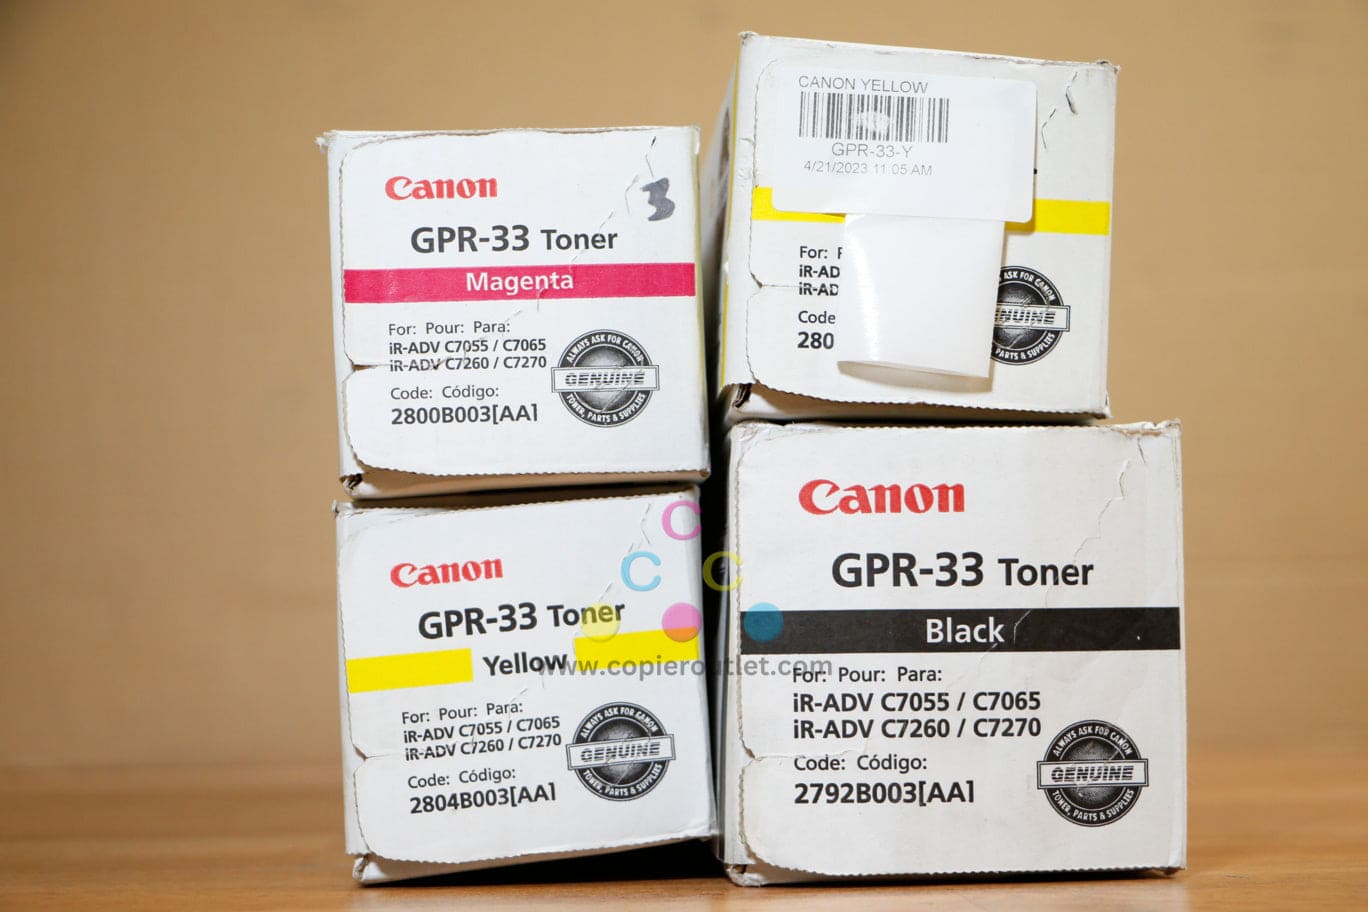 Canon
GPR-33 Toner
3
Magenta
For: Pour: Para:
iR-ADV C7055 / C7065
iR-ADV C7260 / C7270
Code: Código:
2800B003[AA]
ALWAYS ASK FOR CANON
GENUINE
TONER, PARTS & SUPPLIES
CANON YELLOW
GPR-33-Y
4/21/2023 11:05 AM
For:
iR-AD
iR-AD
Code
280
ASK FOR CANON
NUINE
PARTS & SUPPLIES
Canon
GPR-33 Toner
Yellow
For: Pour: Para:
iR-ADV C7055 / C7065
iR-ADV C7260 / C7270
Code: Código:
2804B003[AA]
ALWAYS ASK FOR CANON
GENUINE
TONER, PARTS & SUPPLIES
Canon
GPR-33 Toner
Black
For: Pour: Para:
iR-ADV C7055 / C7065
iR-ADV C7260 / C7270
Code: Código:
2792B003[AA]
ALWAYS ASK FOR CANON
GENUINE
TONER, PARTS & SUPPLIES
C
C C
www.copieroutlet.com